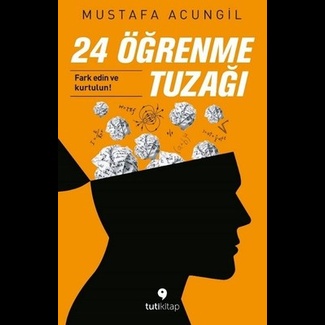 MUSTAFA ACUNGİL
24 ÖĞRENME
TUZAĞI
Fark edin ve
kurtulun!
tutikitap